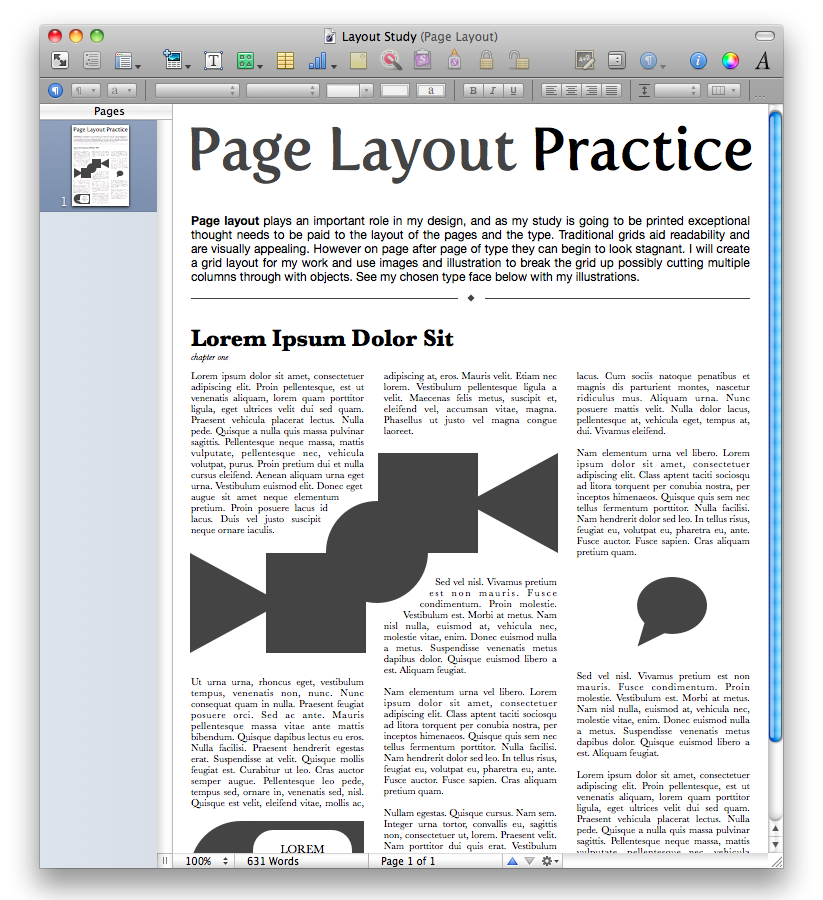 Layout Study (Page Layout)
T
A
a
a
B I U
Pages
Page Layout Practice
1
Page Layout Practice
Page layout plays an important role in my design, and as my study is going to be printed exceptional
thought needs to be paid to the layout of the pages and the type. Traditional grids aid readability and
are visually appealing. However on page after page of type they can begin to look stagnant. I will create
a grid layout for my work and use images and illustration to break the grid up possibly cutting multiple
columns through with objects. See my chosen type face below with my illustrations.
Lorem Ipsum Dolor Sit
chapter one
Lorem ipsum dolor sit amet, consectetuer
adipiscing elit. Proin pellentesque, est ut
venenatis aliquam, lorem quam porttitor
ligula, eget ultrices velit dui sed quam.
Praesent vehicula placerat lectus. Nulla
pede. Quisque a nulla quis massa pulvinar
sagittis. Pellentesque neque massa, mattis
vulputate, pellentesque nec, vehicula
volutpat, purus. Proin pretium dui et nulla
cursus eleifend. Aenean aliquam urna eget
urna. Vestibulum euismod elit. Donec eget
augue sit amet neque elementum
pretium. Proin posuere lacus id
lacus. Duis vel justo suscipit
neque ornare iaculis.
Ut urna urna, rhoncus eget, vestibulum
tempus, venenatis non, nunc. Nunc
consequat quam in nulla. Praesent feugiat
posuere orci. Sed ac ante. Mauris
pellentesque massa vitae ante mattis
bibendum. Quisque dapibus lectus eu eros.
Nulla facilisi. Praesent hendrerit egestas
erat. Suspendisse at velit. Quisque mollis
feugiat est. Curabitur ut leo. Cras auctor
semper augue. Pellentesque leo pede,
tempus sed, ornare in, venenatis sed, nisl.
Quisque est velit, eleifend vitae, mollis ac,
LOREM
adipiscing at, eros. Mauris velit. Etiam nec
lorem. Vestibulum pellentesque ligula a
velit. Maecenas felis metus, suscipit et,
eleifend vel, accumsan vitae, magna.
Phasellus ut justo vel magna congue
laoreet.
Sed vel nisl. Vivamus pretium
est non mauris. Fusce
condimentum. Proin molestie.
Vestibulum est. Morbi at metus. Nam
nisl nulla, euismod at, vehicula nec,
molestie vitae, enim. Donec euismod nulla
a metus. Suspendisse venenatis metus
dapibus dolor. Quisque euismod libero a
est. Aliquam feugiat.
Nam elementum urna vel libero. Lorem
ipsum dolor sit amet, consectetuer
adipiscing elit. Class aptent taciti sociosqu
ad litora torquent per conubia nostra, per
inceptos himenaeos. Quisque quis sem nec
tellus fermentum porttitor. Nulla facilisi.
Nam hendrerit dolor sed leo. In tellus risus,
feugiat eu, volutpat eu, pharetra eu, ante.
Fusce auctor. Fusce sapien. Cras aliquam
pretium quam.
Nullam egestas. Quisque cursus. Nam sem.
Integer urna tortor, convallis eu, sagittis
non, consectetuer ut, lorem. Praesent velit.
Nam porttitor dui quis erat. Vestibulum
lacus. Cum sociis natoque penatibus et
magnis dis parturient montes, nascetur
ridiculus mus. Aliquam urna. Nunc
posuere mattis velit. Nulla dolor lacus,
pellentesque at, vehicula eget, tempus at,
dui. Vivamus eleifend.
Nam elementum urna vel libero. Lorem
ipsum dolor sit amet, consectetuer
adipiscing elit. Class aptent taciti sociosqu
ad litora torquent per conubia nostra, per
inceptos himenaeos. Quisque quis sem nec
tellus fermentum porttitor. Nulla facilisi.
Nam hendrerit dolor sed leo. In tellus risus,
feugiat eu, volutpat eu, pharetra eu, ante.
Fusce auctor. Fusce sapien. Cras aliquam
pretium quam.
Sed vel nisl. Vivamus pretium est non
mauris. Fusce condimentum. Proin
molestie. Vestibulum est. Morbi at metus.
Nam nisl nulla, euismod at, vehicula nec,
molestie vitae, enim. Donec euismod nulla
a metus. Suspendisse venenatis metus
dapibus dolor. Quisque euismod libero a
est. Aliquam feugiat.
Lorem ipsum dolor sit amet, consectetuer
adipiscing elit. Proin pellentesque, est ut
venenatis aliquam, lorem quam porttitor
ligula, eget ultrices velit dui sed quam.
Praesent vehicula placerat lectus. Nulla
pede. Quisque a nulla quis massa pulvinar
sagittis. Pellentesque neque massa, mattis
vulputate, pellentesque nec, vehicula
100%
631 Words
Page 1 of 1